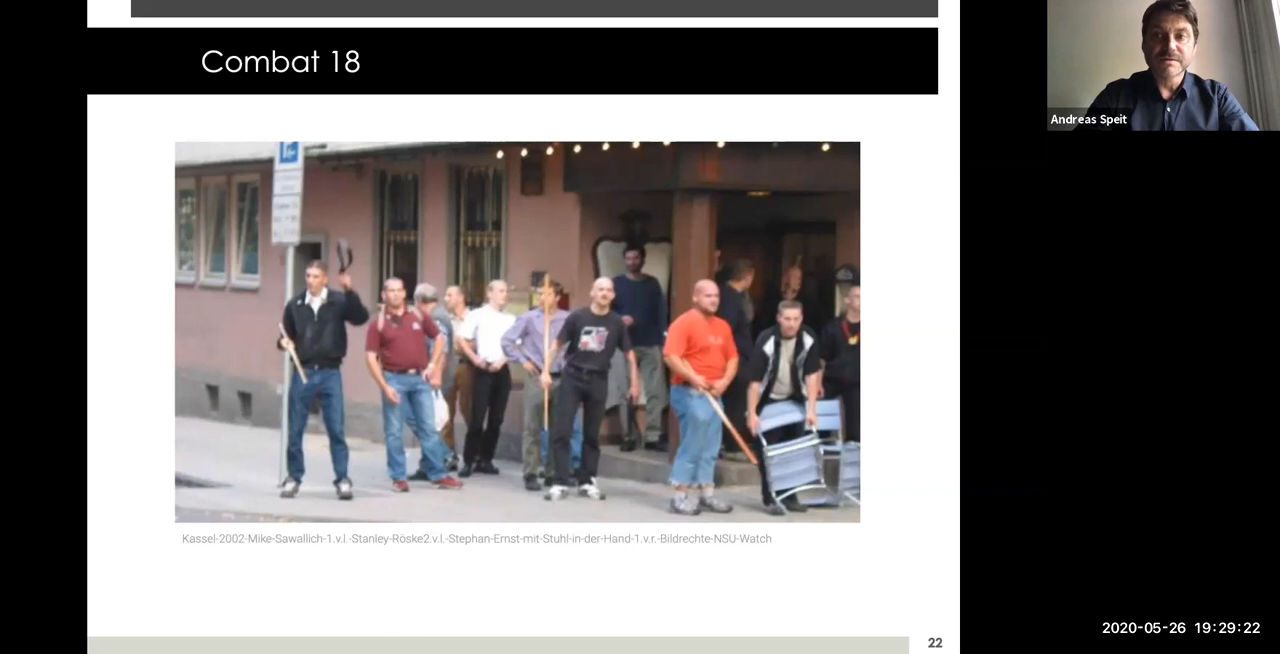 Combat 18
Andreas Speit
Kassel-2002-Mike-Sawallich-1.v.l.-Stanley-Röske2.v.l.-Stephan-Ernst-mit-Stuhl-in-der-Hand-1.v.r.-Bildrechte-NSU-Watch
2020-05-26 19:29:22
22